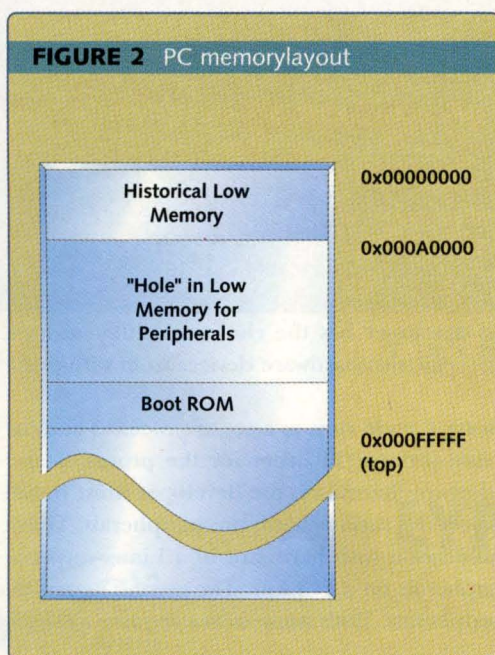 FIGURE 2 PC memorylayout
Historical Low
Memory
0x00000000
0x000A0000
"Hole" in Low
Memory for
Peripherals
Boot ROM
0x000FFFFF
(top)